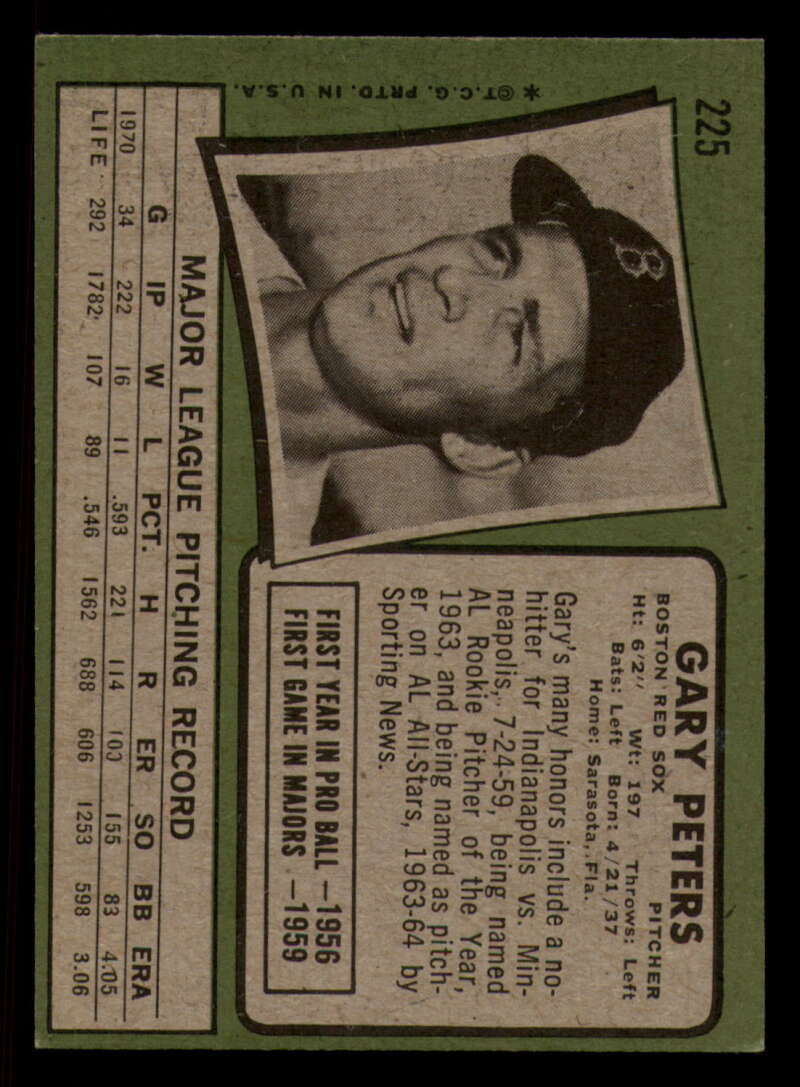 225
*©T.C.G. PRTD. IN U.S.A.
B
GARY PETERS
BOSTON RED SOX PITCHER
Ht: 6'2" Wt: 197 Throws: Left
Bats: Left Born: 4/21/37
Home: Sarasota, Fla.
Gary's many honors include a no-
hitter for Indianapolis vs. Min-
neapolis, 7-24-59, being named
AL Rookie Pitcher of the Year,
1963, and being named as pitch-
er on AL All-Stars, 1963-64 by
Sporting News.
FIRST YEAR IN PRO BALL —1956
FIRST GAME IN MAJORS —1959
MAJOR LEAGUE PITCHING RECORD
G IP W L PCT. H R ER SO BB ERA
1970 34 222 16 11 .593 221 114 100 155 83 4.05
LIFE 292 1782 107 89 .546 1562 688 606 1253 598 3.06